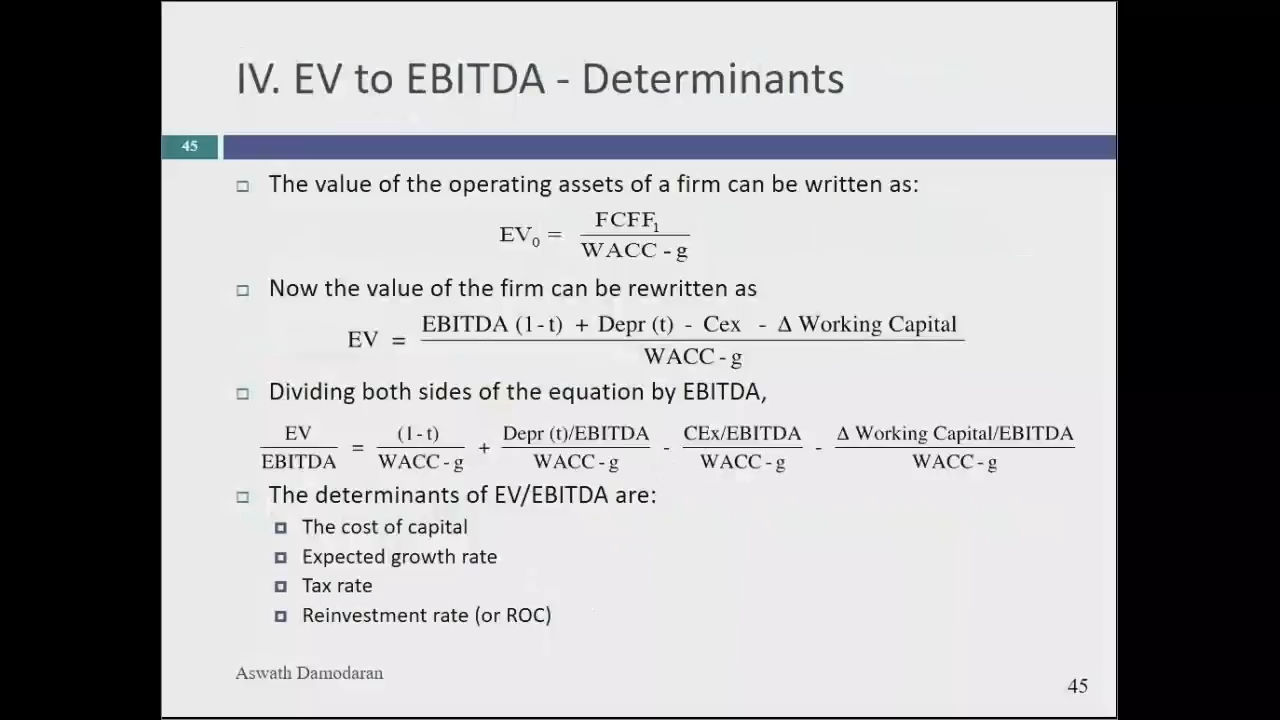 IV. EV to EBITDA - Determinants
45
The value of the operating assets of a firm can be written as:
EV0 = FCFF1 / WACC - g
Now the value of the firm can be rewritten as
EV = EBITDA (1-t) + Depr (t) - Cex - Δ Working Capital / WACC - g
Dividing both sides of the equation by EBITDA,
EV / EBITDA = (1-t) / WACC - g + Depr (t)/EBITDA / WACC - g - CEx/EBITDA / WACC - g - Δ Working Capital/EBITDA / WACC - g
The determinants of EV/EBITDA are:
The cost of capital
Expected growth rate
Tax rate
Reinvestment rate (or ROC)
Aswath Damodaran
45